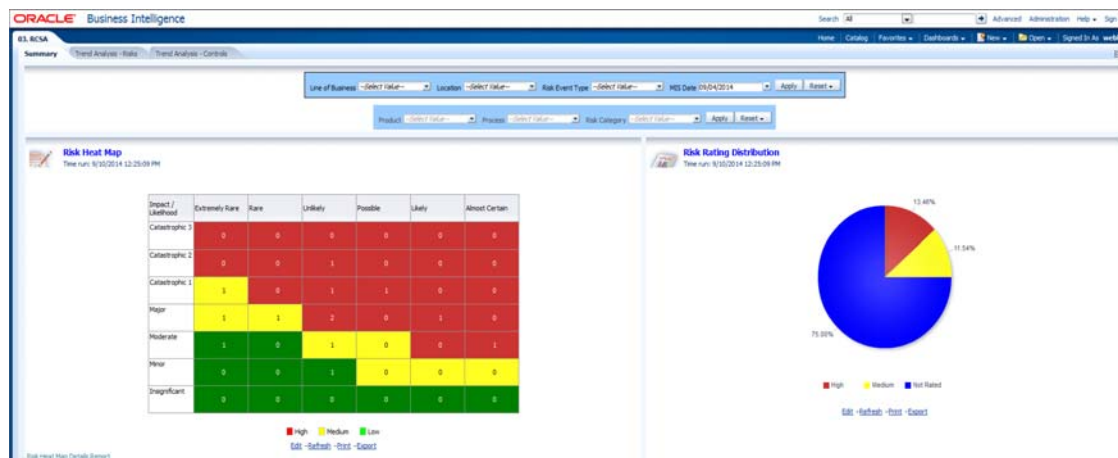 ORACLE Business Intelligence
Search All Advanced Administration Help Sign
03. RCSA
Home Catalog Favorites Dashboards New Open Signed In As webl
Summary Trend Analysis - Risks Trend Analysis - Controls
Line of Business --Select Value-- Location --Select Value-- Risk Event Type --Select Value-- MIS Date 09/04/2014 Apply Reset
Product --Select Value-- Process --Select Value-- Risk Category --Select Value-- Apply Reset
Risk Heat Map
Time run: 9/10/2014 12:25:09 PM
Impact / Likelihood Extremely Rare Rare Unlikely Possible Likely Almost Certain
Catastrophic 3 0 0 0 0 0 0
Catastrophic 2 0 0 1 0 0 0
Catastrophic 1 0 1 1 0 0
Major 1 1 2 0 1 0
Moderate 1 0 1 0 0 1
Minor 0 0 1 0 0 0
Insignificant 0 0 0 0 0 0
High Medium Low
Edit -Refresh -Print -Export
Risk Heat Map Details Report
Risk Rating Distribution
Time run: 9/10/2014 12:25:09 PM
13.46%
11.54%
75.00%
High Medium Not Rated
Edit -Refresh -Print -Export